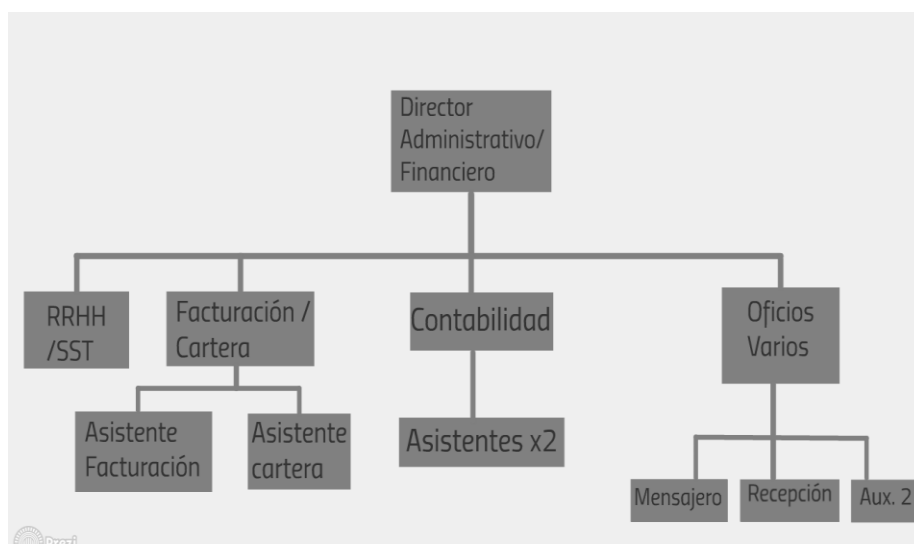 Director
Administrativo/
Financiero
RRHH
/SST
Facturación /
Cartera
Contabilidad
Oficios
Varios
Asistente
Facturación
Asistente
cartera
Asistentes x2
Mensajero
Recepción
Aux. 2
Prezi